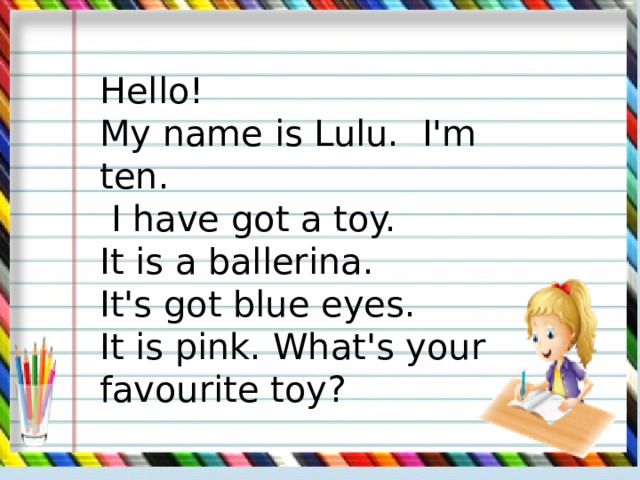 Hello!
My name is Lulu.  I'm
ten.
 I have got a toy.
It is a ballerina.
It's got blue eyes.
It is pink. What's your
favourite toy?